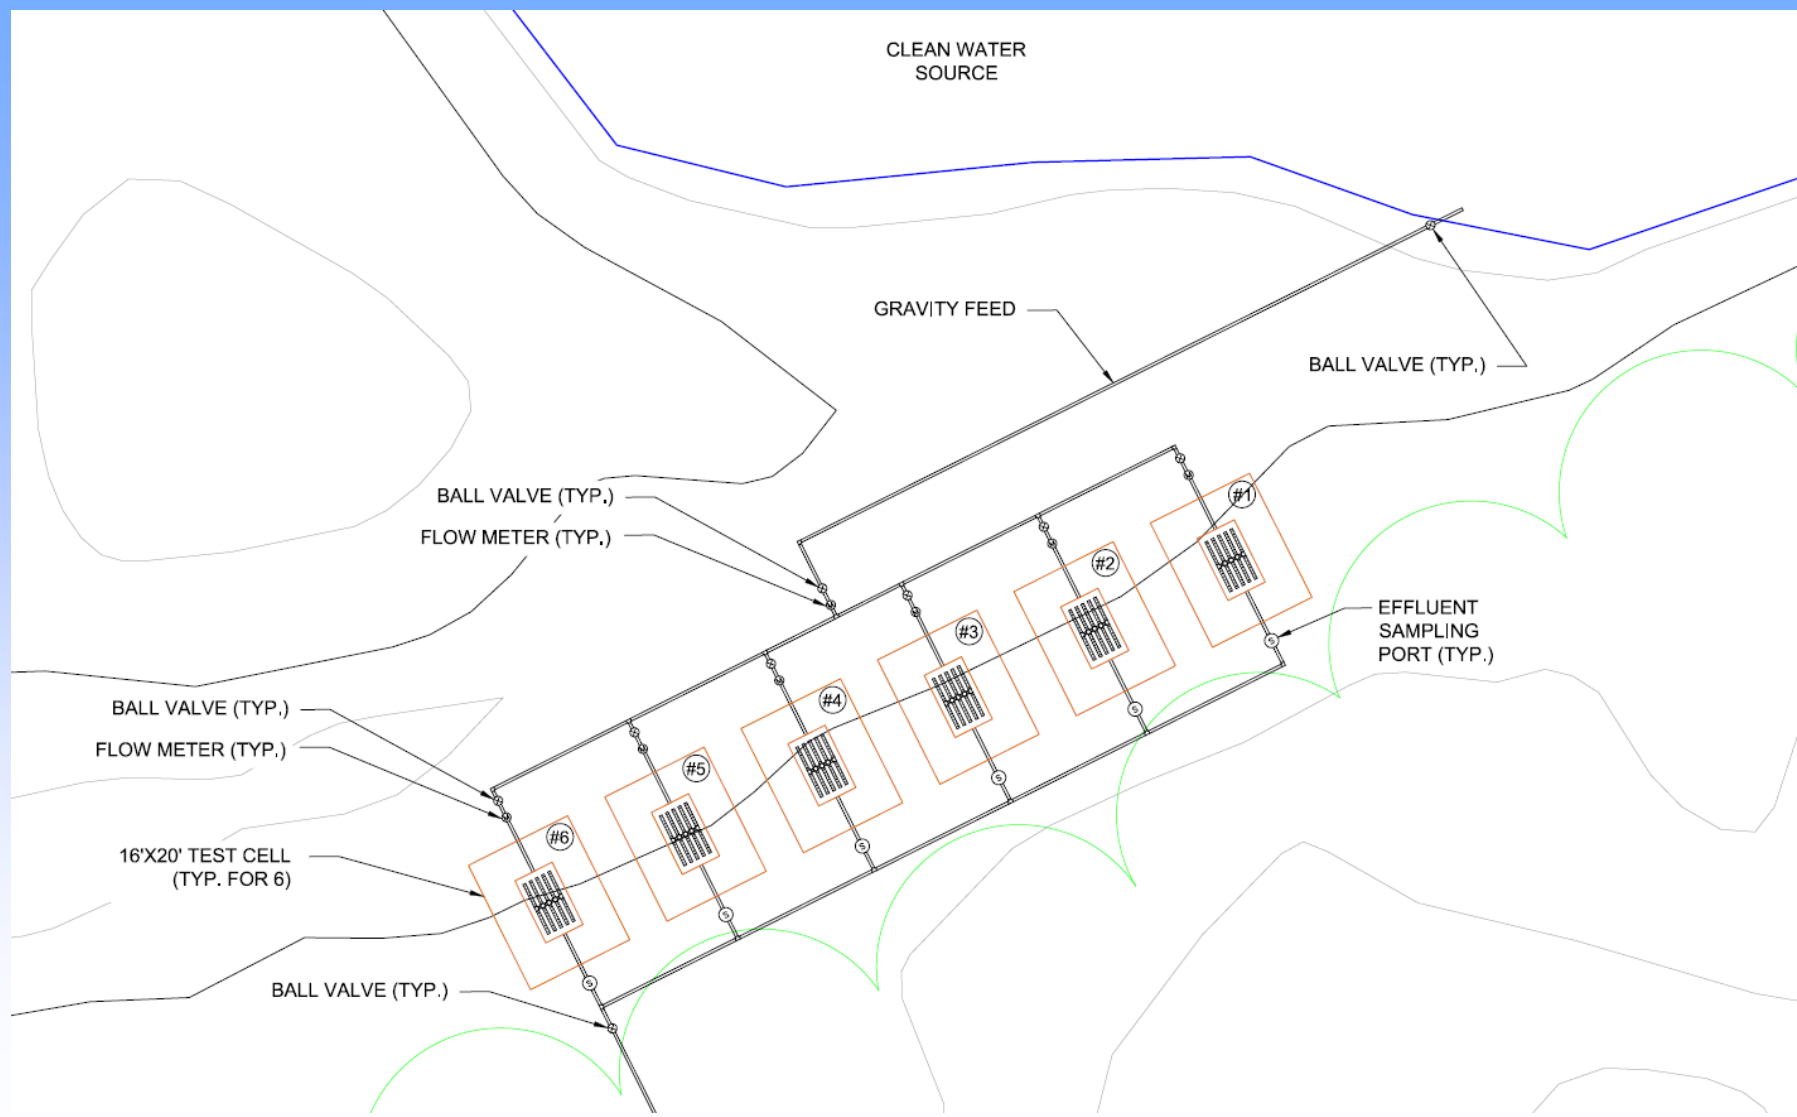 CLEAN WATER
SOURCE
GRAVITY FEED
BALL VALVE (TYP.)
BALL VALVE (TYP.)
FLOW METER (TYP.)
#1
#2
#3
#4
#5
#6
EFFLUENT
SAMPLING
PORT (TYP.)
S
S
S
S
S
S
BALL VALVE (TYP.)
FLOW METER (TYP.)
16'X20' TEST CELL
(TYP. FOR 6)
BALL VALVE (TYP.)